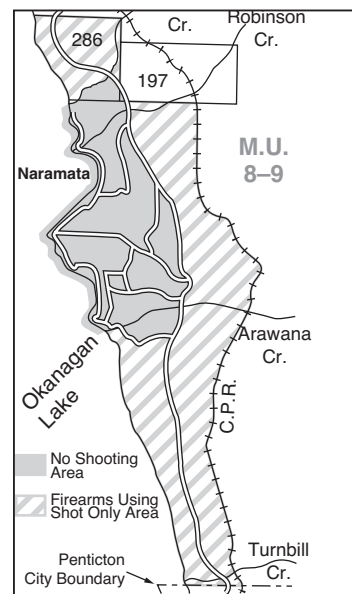 Cr.
Robinson
Cr.
286
197
M.U.
8–9
Naramata
Okanagan
Lake
Arawana
Cr.
C.P.R.
No Shooting
Area
Firearms Using
Shot Only Area
Penticton
City Boundary
Turnbill
Cr.